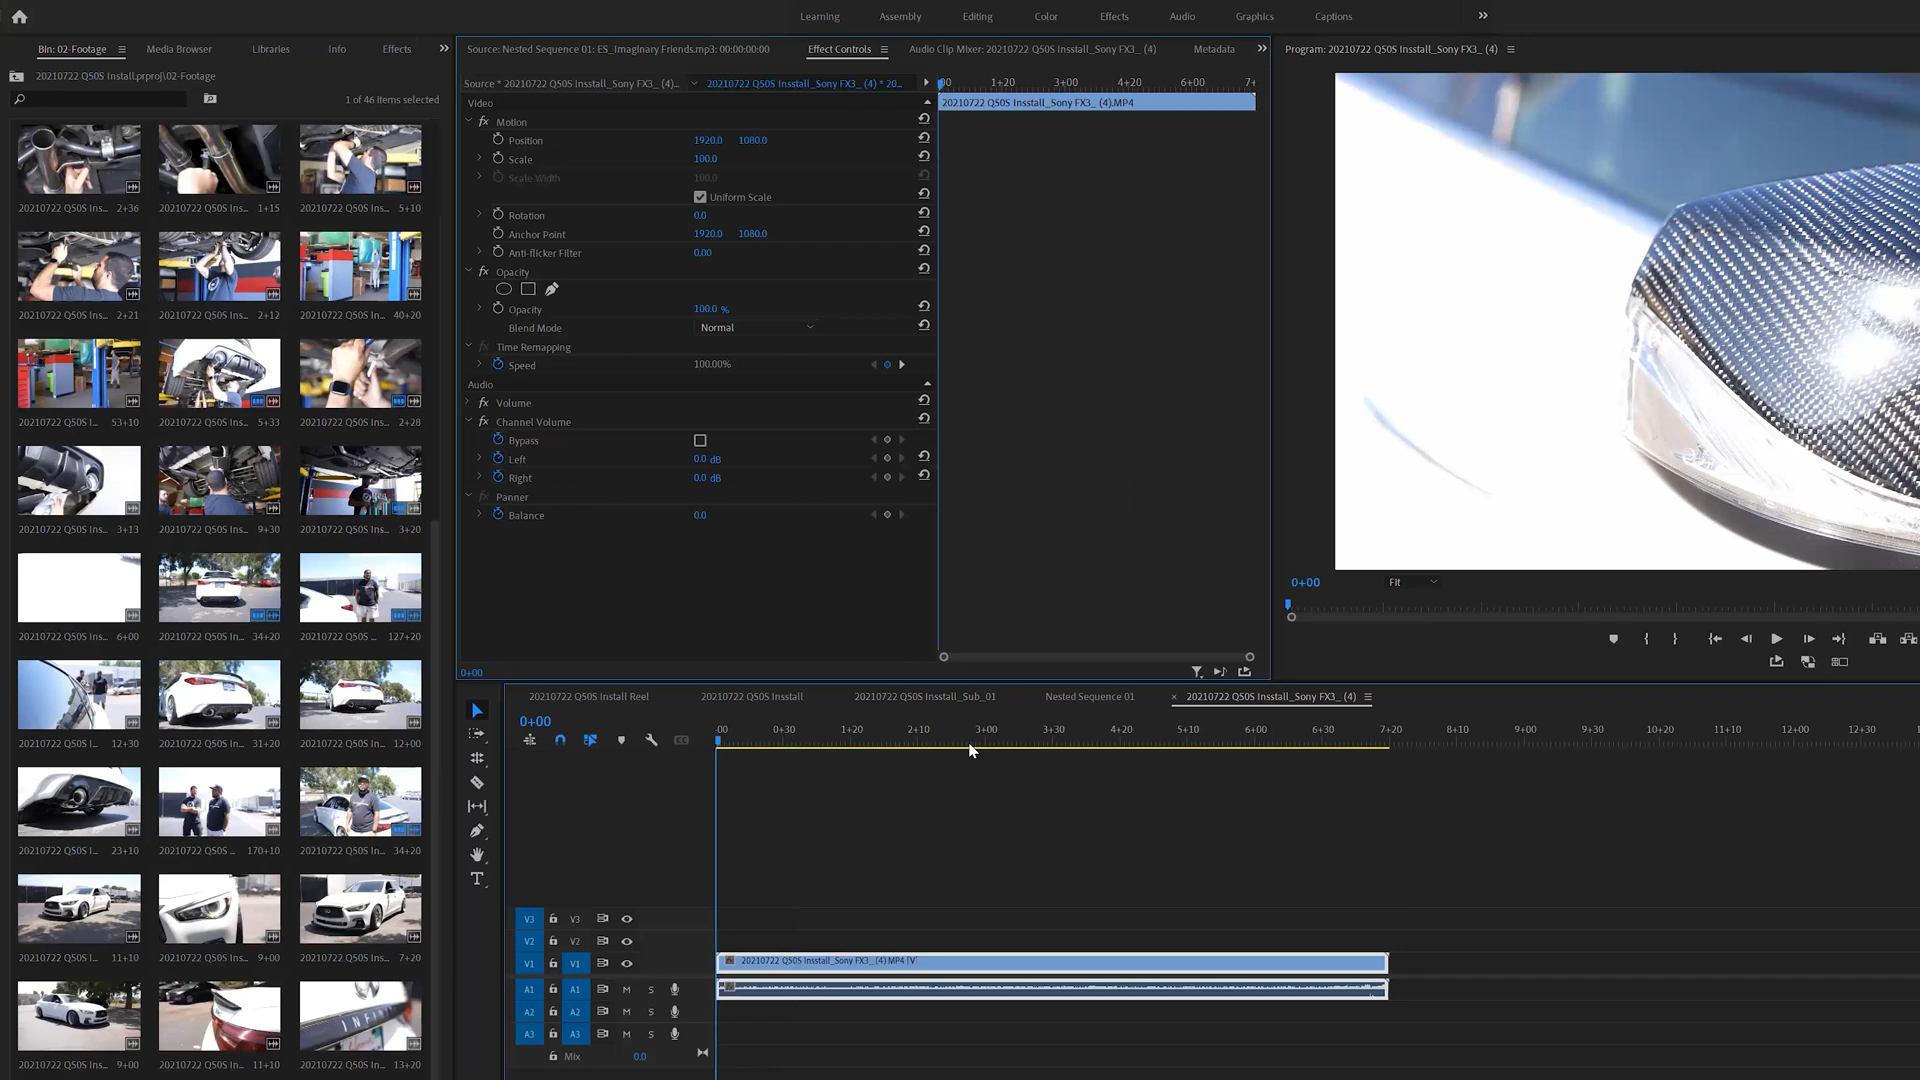 Learning Assembly Editing Color Effects Audio Graphics Captions
Bin: 02-Footage Media Browser Libraries Info Effects
20210722 Q50S Install.prproj\02-Footage
1 of 46 items selected
20210722 Q50S Ins... 2+36 20210722 Q50S Ins... 1+15 20210722 Q50S Ins... 5+10
20210722 Q50S Ins... 2+21 20210722 Q50S Ins... 2+12 20210722 Q50S Ins... 40+20
20210722 Q50S I... 53+10 20210722 Q50S Ins... 5+33 20210722 Q50S Ins... 2+28
20210722 Q50S Ins... 3+13 20210722 Q50S Ins... 9+30 20210722 Q50S Ins... 3+20
20210722 Q50S Ins... 6+00 20210722 Q50S In... 34+20 20210722 Q50S ... 127+20
20210722 Q50S In... 12+30 20210722 Q50S In... 31+20 20210722 Q50S In... 12+00
20210722 Q50S I... 23+10 20210722 Q50S ... 170+10 20210722 Q50S In... 34+20
20210722 Q50S In... 11+10 20210722 Q50S Ins... 9+00 20210722 Q50S Ins... 7+20
INFINI
20210722 Q50S Ins... 9+00 20210722 Q50S In... 11+10 20210722 Q50S In... 13+20
Source: Nested Sequence 01: ES_Imaginary Friends.mp3: 00:00:00:00 Effect Controls Audio Clip Mixer: 20210722 Q50S Insstall_Sony FX3_ (4) Metadata
Source * 20210722 Q50S Insstall_Sony FX3_ (4)... 20210722 Q50S Insstall_Sony FX3_ (4) * 20...
:00 1+20 3+00 4+20 6+00 7+
20210722 Q50S Insstall_Sony FX3_ (4).MP4
Video
fx Motion
Position 1920.0 1080.0
Scale 100.0
Scale Width 100.0
Uniform Scale
Rotation 0.0
Anchor Point 1920.0 1080.0
Anti-flicker Filter 0.00
fx Opacity
Opacity 100.0 %
Blend Mode Normal
fx Time Remapping
Speed 100.00%
Audio
fx Volume
fx Channel Volume
Bypass
Left 0.0 dB
Right 0.0 dB
fx Panner
Balance 0.0
0+00
Program: 20210722 Q50S Insstall_Sony FX3_ (4)
0+00 Fit
20210722 Q50S Install Reel 20210722 Q50S Insstall 20210722 Q50S Insstall_Sub_01 Nested Sequence 01 × 20210722 Q50S Insstall_Sony FX3_ (4)
0+00
:00 0+30 1+20 2+10 3+00 3+30 4+20 5+10 6+00 6+30 7+20 8+10 9+00 9+30 10+20 11+10 12+00 12+30
CC
T
V3 V3
V2 V2
V1 V1 20210722 Q50S Insstall_Sony FX3_ (4).MP4 [V]
A1 A1 M S
A2 A2 M S
A3 A3 M S
Mix 0.0